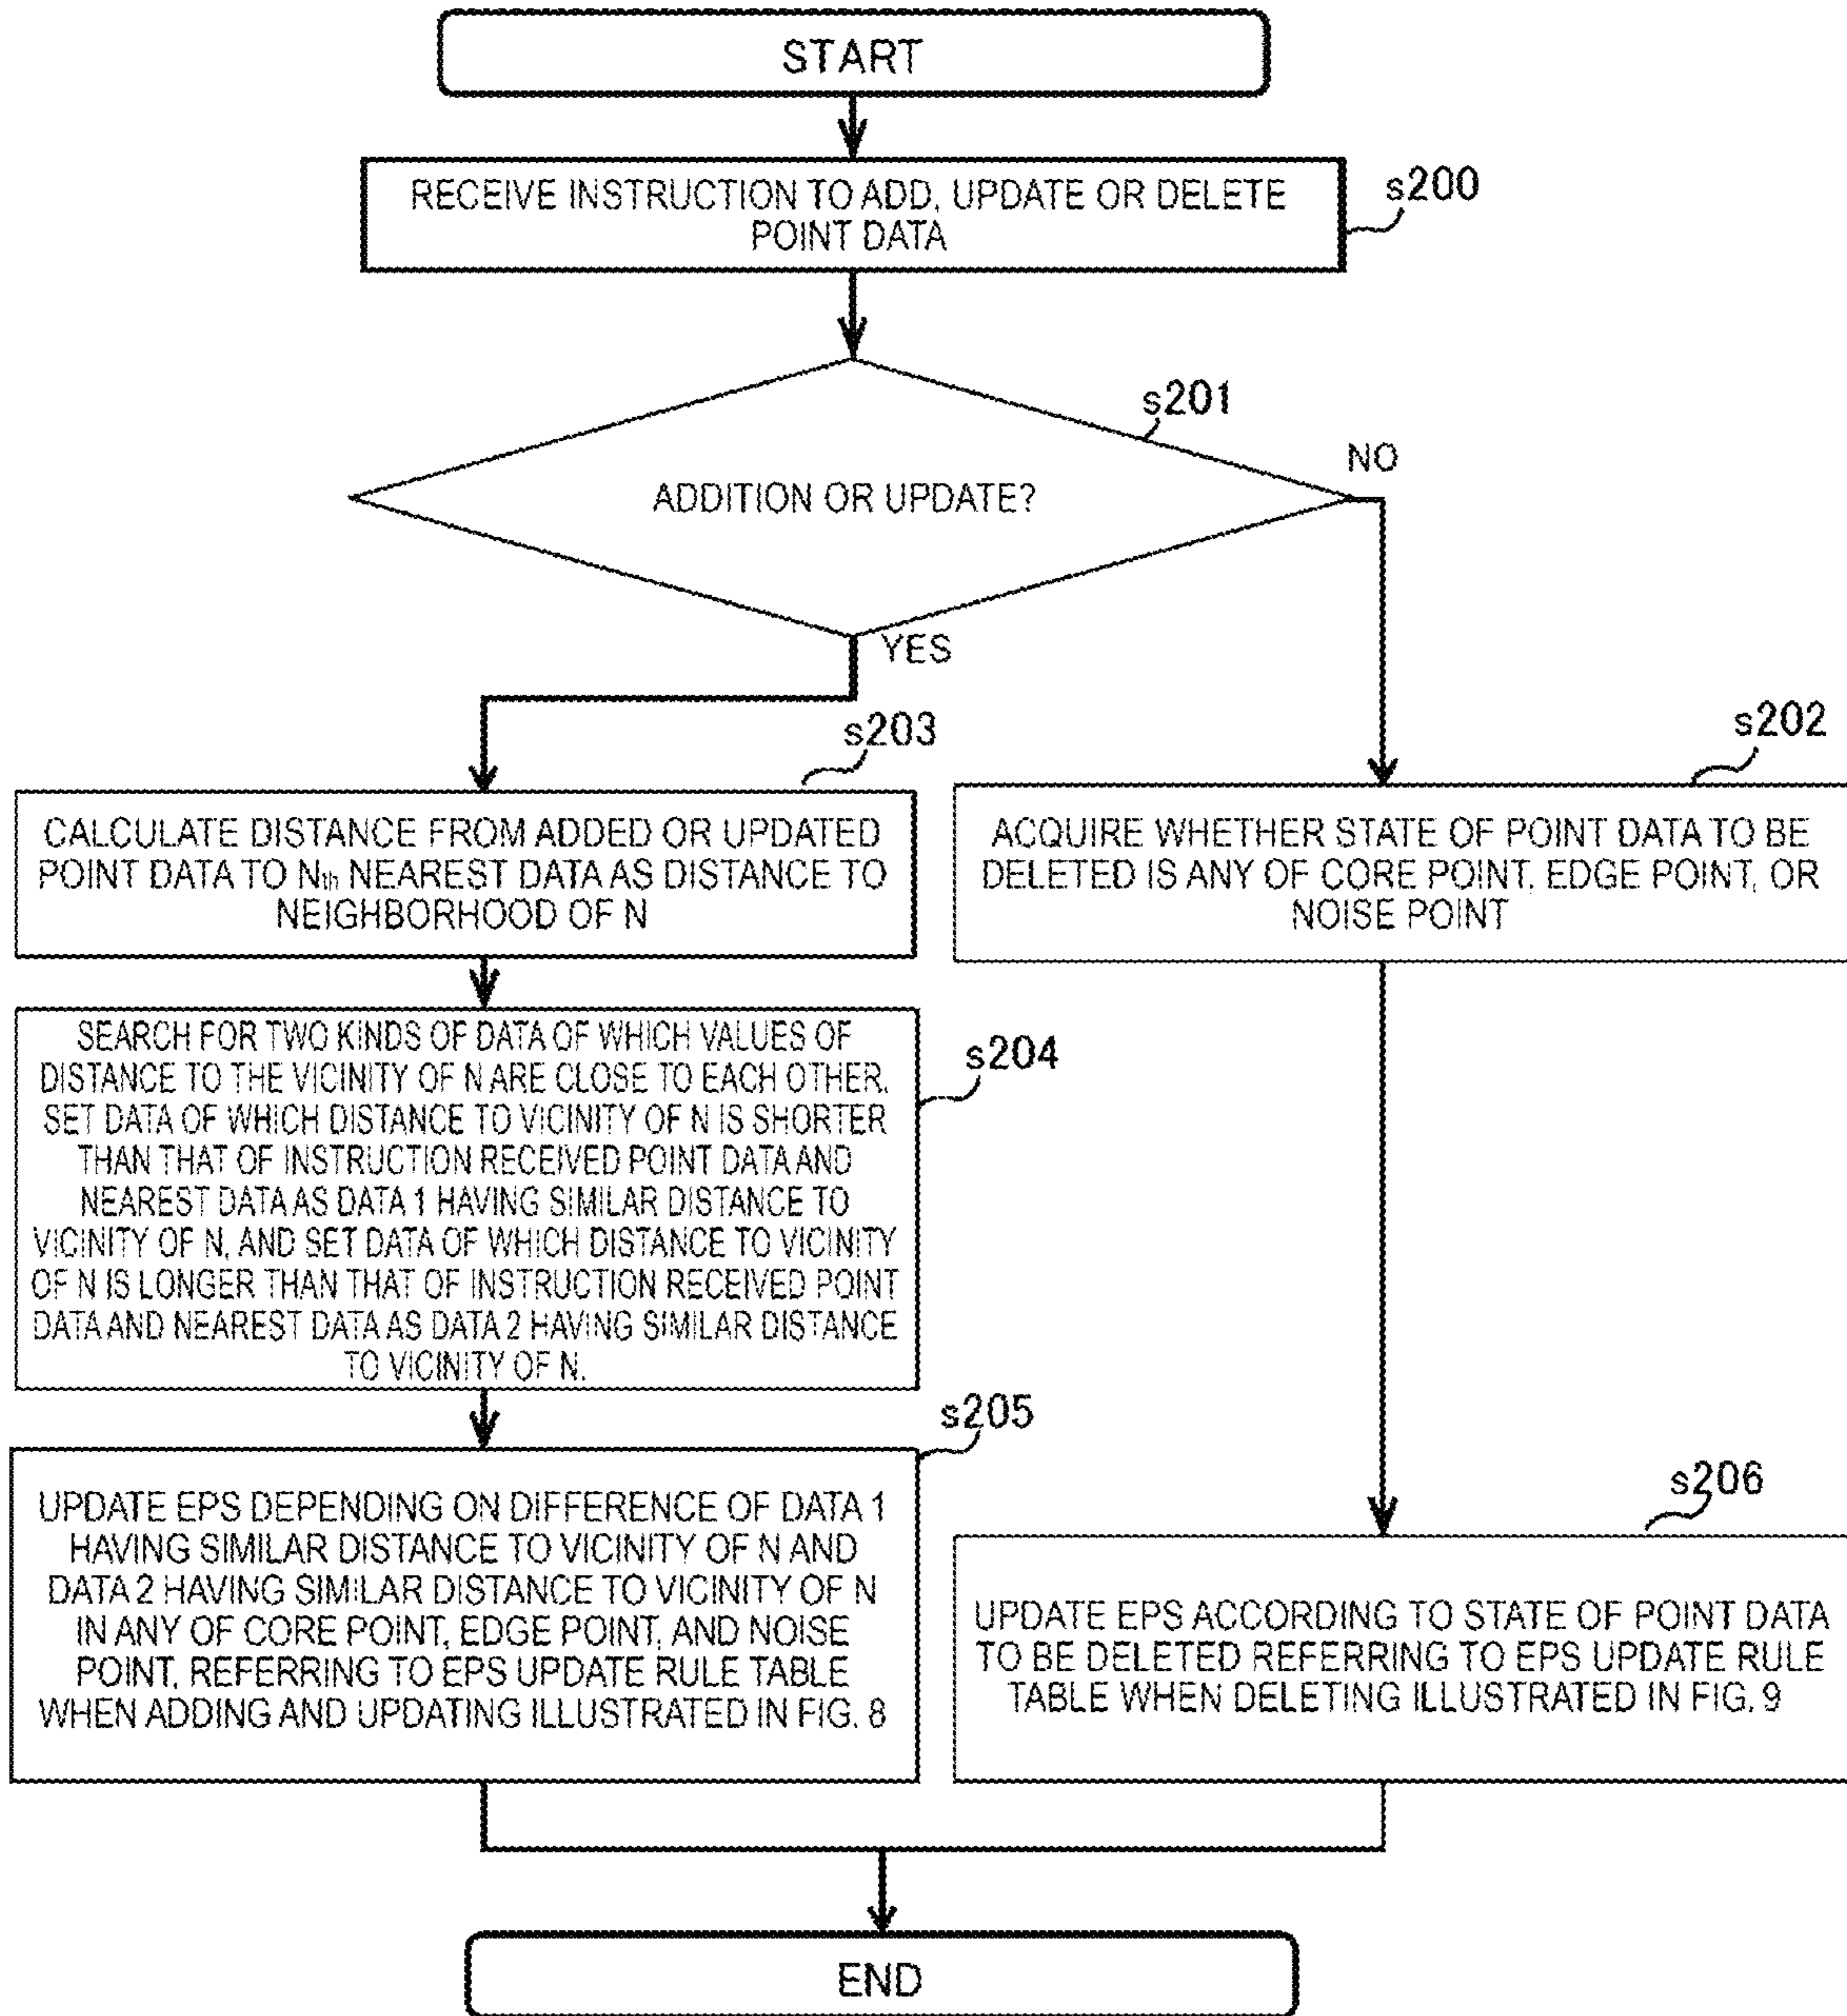 START
RECEIVE INSTRUCTION TO ADD, UPDATE OR DELETE
POINT DATA
s200
s201
ADDITION OR UPDATE?
NO
YES
s203
CALCULATE DISTANCE FROM ADDED OR UPDATED
POINT DATA TO Nth NEAREST DATA AS DISTANCE TO
NEIGHBORHOOD OF N
s202
ACQUIRE WHETHER STATE OF POINT DATA TO BE
DELETED IS ANY OF CORE POINT, EDGE POINT, OR
NOISE POINT
SEARCH FOR TWO KINDS OF DATA OF WHICH VALUES OF
DISTANCE TO THE VICINITY OF N ARE CLOSE TO EACH OTHER.
SET DATA OF WHICH DISTANCE TO VICINITY OF N IS SHORTER
THAN THAT OF INSTRUCTION RECEIVED POINT DATA AND
NEAREST DATA AS DATA 1 HAVING SIMILAR DISTANCE TO
VICINITY OF N, AND SET DATA OF WHICH DISTANCE TO VICINITY
OF N IS LONGER THAN THAT OF INSTRUCTION RECEIVED POINT
DATA AND NEAREST DATA AS DATA 2 HAVING SIMILAR DISTANCE
TO VICINITY OF N.
s204
s205
UPDATE EPS DEPENDING ON DIFFERENCE OF DATA 1
HAVING SIMILAR DISTANCE TO VICINITY OF N AND
DATA 2 HAVING SIMILAR DISTANCE TO VICINITY OF N
IN ANY OF CORE POINT, EDGE POINT, AND NOISE
POINT, REFERRING TO EPS UPDATE RULE TABLE
WHEN ADDING AND UPDATING ILLUSTRATED IN FIG. 8
s206
UPDATE EPS ACCORDING TO STATE OF POINT DATA
TO BE DELETED REFERRING TO EPS UPDATE RULE
TABLE WHEN DELETING ILLUSTRATED IN FIG. 9
END